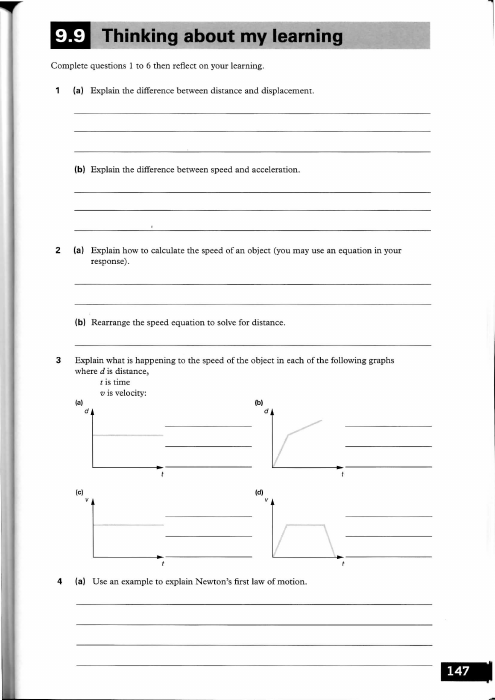 9.9 Thinking about my learning
Complete questions 1 to 6 then reflect on your learning.
1 (a) Explain the difference between distance and displacement.
(b) Explain the difference between speed and acceleration.
2 (a) Explain how to calculate the speed of an object (you may use an equation in your
response).
(b) Rearrange the speed equation to solve for distance.
3 Explain what is happening to the speed of the object in each of the following graphs
where d is distance,
t is time
v is velocity:
(a) (b)
d d
t t
(c) (d)
v v
t t
4 (a) Use an example to explain Newton's first law of motion.
147